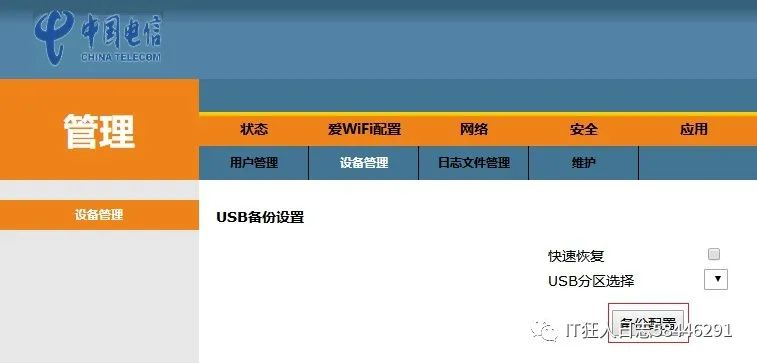 中国电信
CHINA TELECOM
管理
状态 爱WiFi配置 网络 安全 应用
用户管理 设备管理 日志文件管理 维护
设备管理
USB备份设置
快速恢复
USB分区选择
备份配置
IT狂人日志58446291